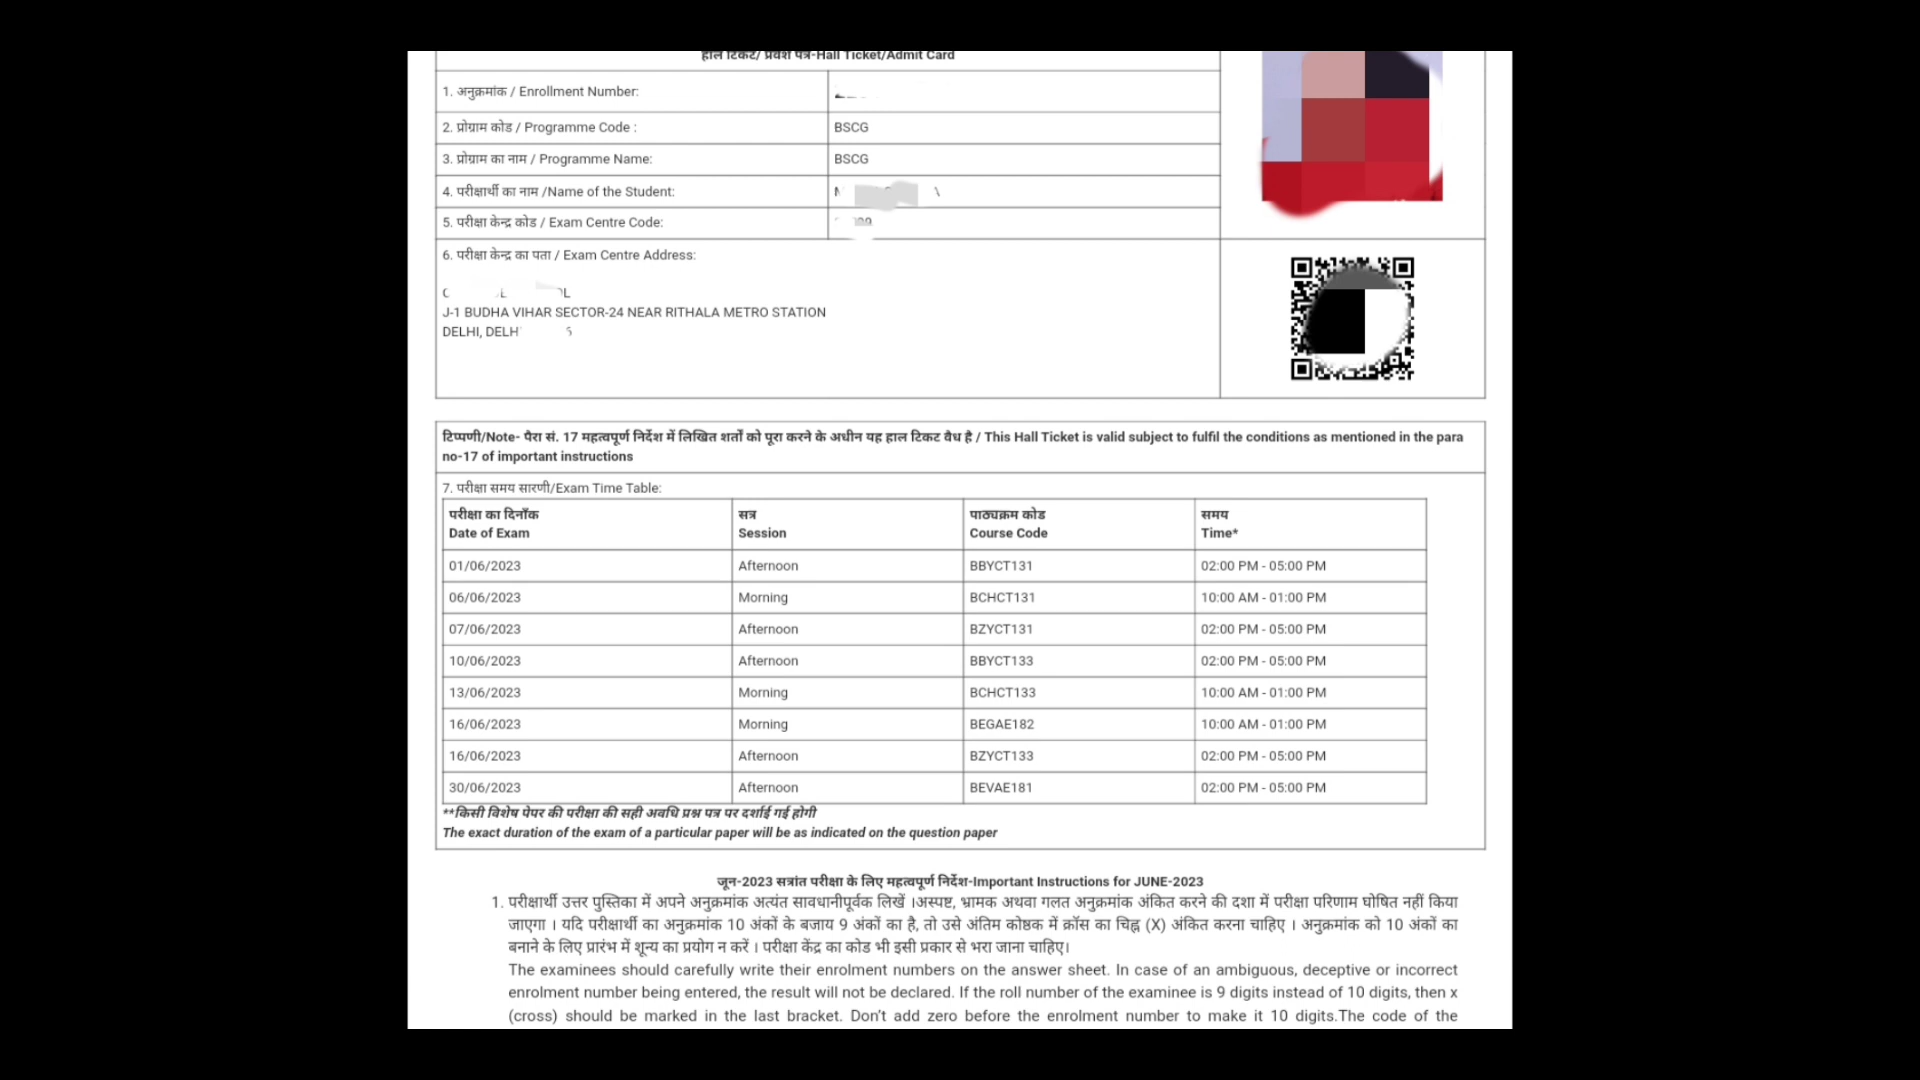 हाल टिकट/ प्रवेश पत्र-Hall Ticket/Admit Card
1. अनुक्रमांक / Enrollment Number:
2. प्रोग्राम कोड / Programme Code : BSCG
3. प्रोग्राम का नाम / Programme Name: BSCG
4. परीक्षार्थी का नाम /Name of the Student:
5. परीक्षा केन्द्र कोड / Exam Centre Code:
6. परीक्षा केन्द्र का पता / Exam Centre Address:
J-1 BUDHA VIHAR SECTOR-24 NEAR RITHALA METRO STATION
DELHI,
टिप्पणी/Note- पैरा सं. 17 महत्वपूर्ण निर्देश में लिखित शर्तों को पूरा करने के अधीन यह हाल टिकट वैध है / This Hall Ticket is valid subject to fulfil the conditions as mentioned in the para
no-17 of important instructions
7. परीक्षा समय सारणी/Exam Time Table:
परीक्षा का दिनाँक सत्र पाठ्यक्रम कोड समय
Date of Exam Session Course Code Time*
01/06/2023 Afternoon BBYCT131 02:00 PM - 05:00 PM
06/06/2023 Morning BCHCT131 10:00 AM - 01:00 PM
07/06/2023 Afternoon BZYCT131 02:00 PM - 05:00 PM
10/06/2023 Afternoon BBYCT133 02:00 PM - 05:00 PM
13/06/2023 Morning BCHCT133 10:00 AM - 01:00 PM
16/06/2023 Morning BEGAE182 10:00 AM - 01:00 PM
16/06/2023 Afternoon BZYCT133 02:00 PM - 05:00 PM
30/06/2023 Afternoon BEVAE181 02:00 PM - 05:00 PM
**किसी विशेष पेपर की परीक्षा की सही अवधि प्रश्न पत्र पर दर्शाई गई होगी
The exact duration of the exam of a particular paper will be as indicated on the question paper
जून-2023 सत्रांत परीक्षा के लिए महत्वपूर्ण निर्देश-Important Instructions for JUNE-2023
1. परीक्षार्थी उत्तर पुस्तिका में अपने अनुक्रमांक अत्यंत सावधानीपूर्वक लिखें ।अस्पष्ट, भ्रामक अथवा गलत अनुक्रमांक अंकित करने की दशा में परीक्षा परिणाम घोषित नहीं किया
जाएगा । यदि परीक्षार्थी का अनुक्रमांक 10 अंकों के बजाय 9 अंकों का है, तो उसे अंतिम कोष्ठक में क्रॉस का चिह्न (X) अंकित करना चाहिए । अनुक्रमांक को 10 अंकों का
बनाने के लिए प्रारंभ में शून्य का प्रयोग न करें । परीक्षा केंद्र का कोड भी इसी प्रकार से भरा जाना चाहिए।
The examinees should carefully write their enrolment numbers on the answer sheet. In case of an ambiguous, deceptive or incorrect
enrolment number being entered, the result will not be declared. If the roll number of the examinee is 9 digits instead of 10 digits, then x
(cross) should be marked in the last bracket. Don't add zero before the enrolment number to make it 10 digits.The code of the